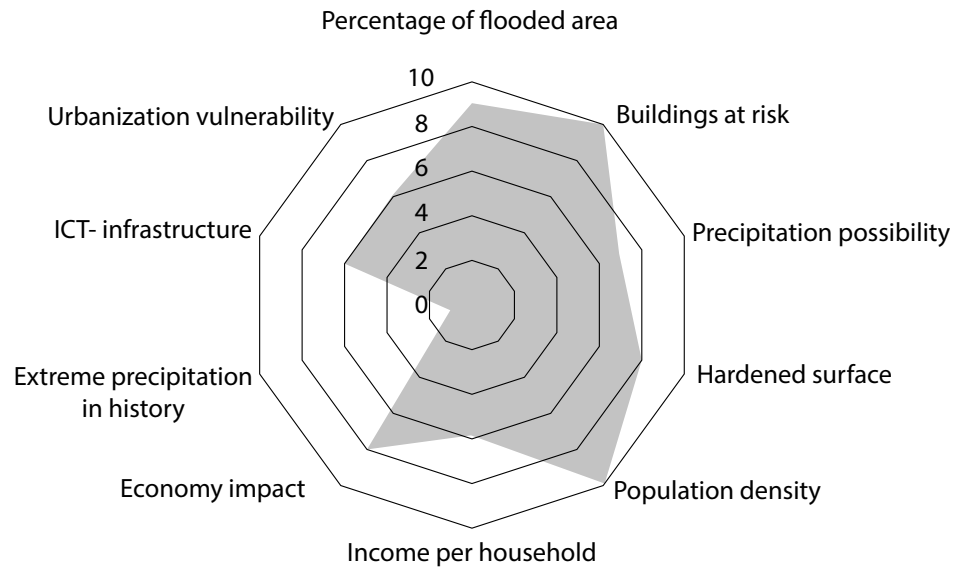 Percentage of flooded area
10
Urbanization vulnerability
Buildings at risk
8
6
4
ICT- infrastructure
Precipitation possibility
2
0
Extreme precipitation
in history
Hardened surface
Economy impact
Population density
Income per household